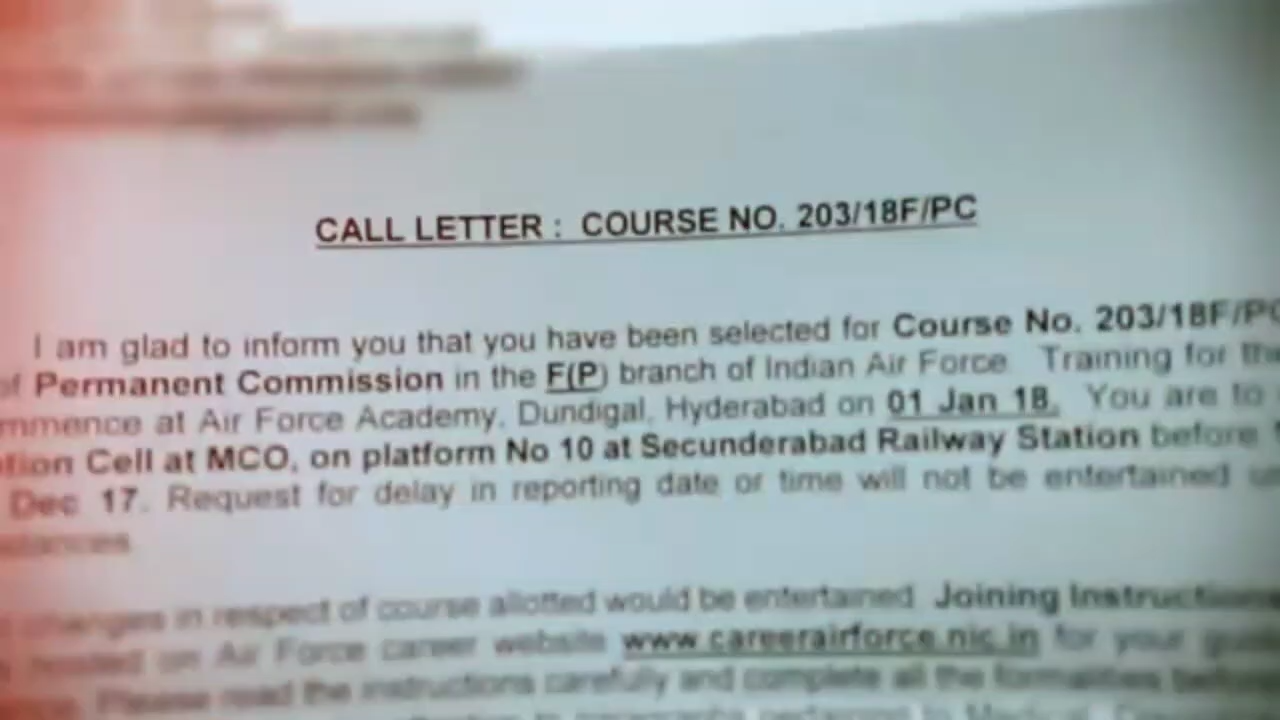 CALL LETTER : COURSE NO. 203/18F/PC
I am glad to inform you that you have been selected for Course No. 203/18F/PC
of Permanent Commission in the F(P) branch of Indian Air Force. Training for the
mmence at Air Force Academy, Dundigal, Hyderabad on 01 Jan 18. You are to
tion Cell at MCO, on platform No 10 at Secunderabad Railway Station before
Dec 17. Request for delay in reporting date or time will not be entertained
stances
changes in respect of course allotted would be entertained. Joining Instructions
hosted on Air Force career website www.careerairforce.nic.in for your
Please read the instructions carefully and complete all the formalities before